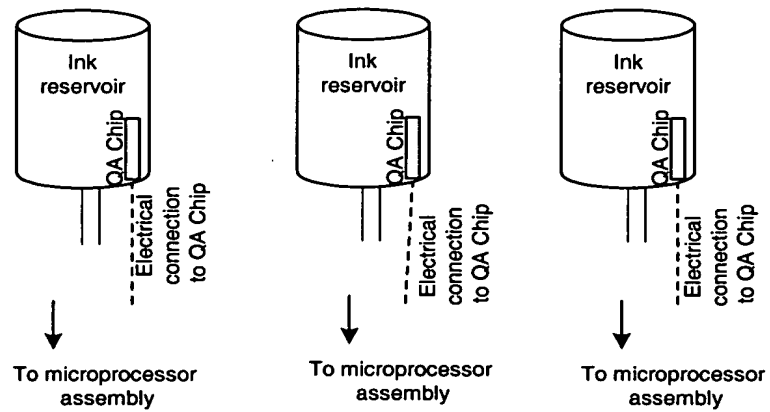 Ink
reservoir
QA Chip
Electrical
connection
to QA Chip
To microprocessor
assembly
Ink
reservoir
QA Chip
Electrical
connection
to QA Chip
To microprocessor
assembly
Ink
reservoir
QA Chip
Electrical
connection
to QA Chip
To microprocessor
assembly